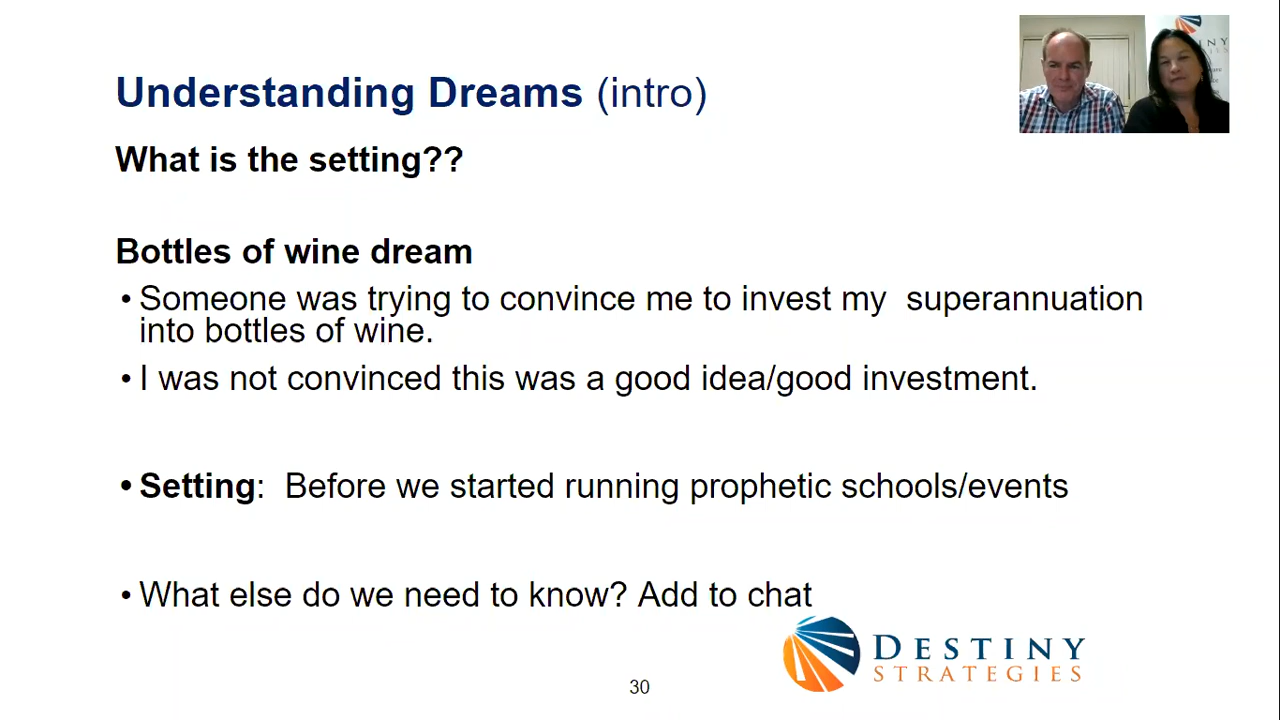 Understanding Dreams (intro)
What is the setting??
Bottles of wine dream
• Someone was trying to convince me to invest my  superannuation
into bottles of wine.
• I was not convinced this was a good idea/good investment.
• Setting:  Before we started running prophetic schools/events
• What else do we need to know? Add to chat
DESTINY
STRATEGIES
30